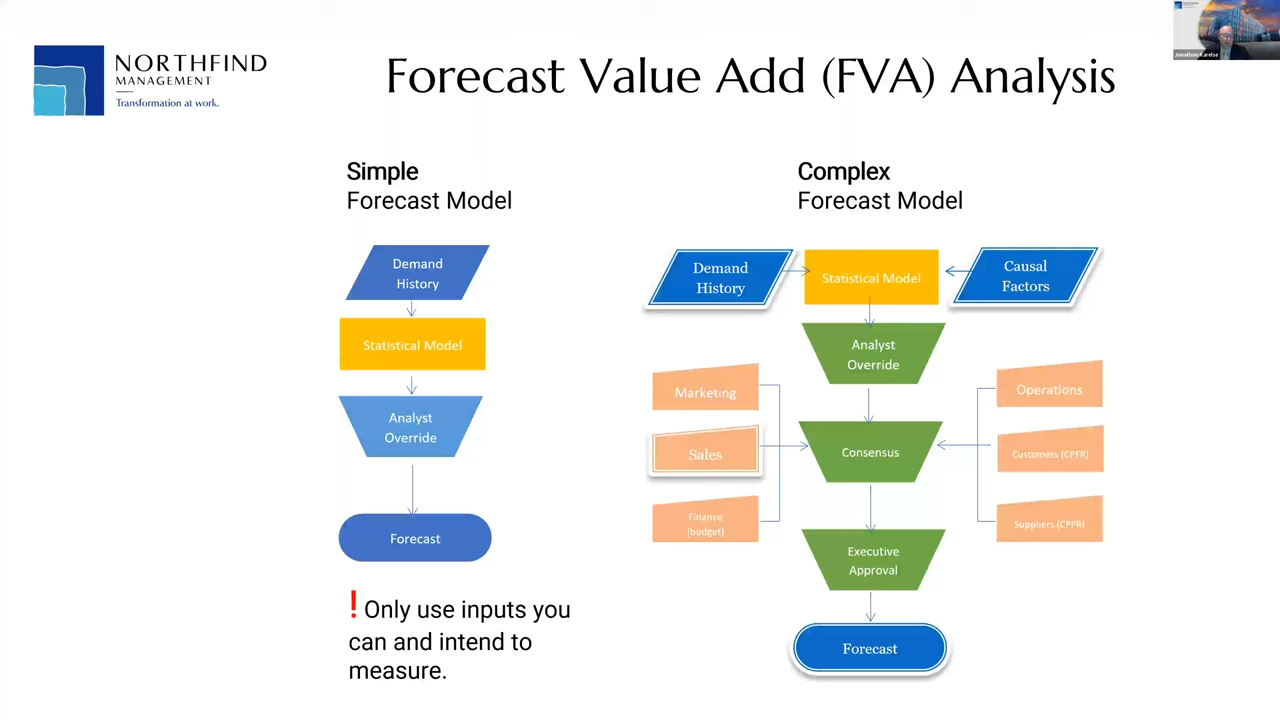 NORTHFIND
MANAGEMENT
Transformation at work.
Forecast Value Add (FVA) Analysis
Jonathon Karelse
Simple
Forecast Model
Demand
History
Statistical Model
Analyst
Override
Forecast
! Only use inputs you
can and intend to
measure.
Complex
Forecast Model
Demand
History
Statistical Model
Causal
Factors
Analyst
Override
Marketing
Sales
Finance
(budget)
Consensus
Operations
Customers (CPFR)
Suppliers (CPFR)
Executive
Approval
Forecast